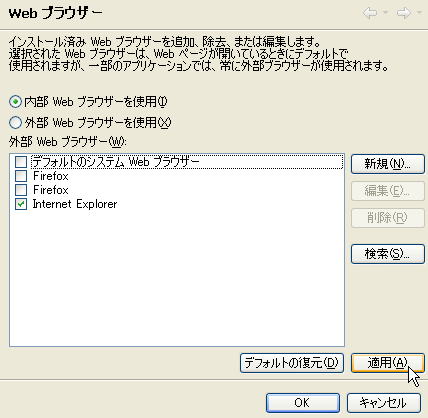 Web ブラウザー
インストール済み Web ブラウザーを追加、除去、または編集します。
選択された Web ブラウザーは、Web ページが開いているときにデフォルトで
使用されますが、一部のアプリケーションでは、常に外部ブラウザーが使用されます。
内部 Web ブラウザーを使用(I)
外部 Web ブラウザーを使用(X)
外部 Web ブラウザー(W):
デフォルトのシステム Web ブラウザー
Firefox
Firefox
Internet Explorer
新規(N)...
編集(E)...
削除(R)
検索(S)...
デフォルトの復元(D)
適用(A)
OK
キャンセル